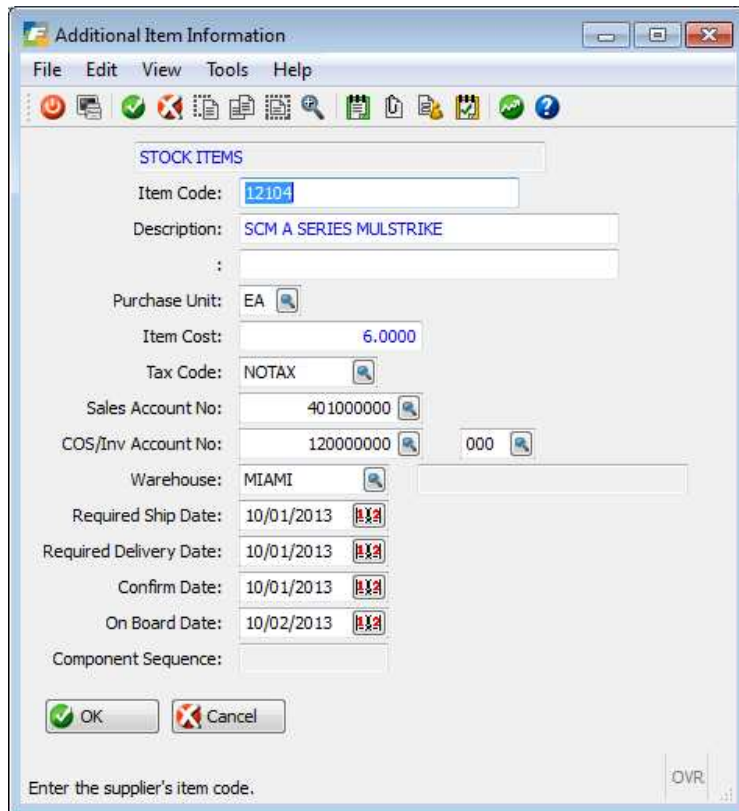 Additional Item Information
File Edit View Tools Help
STOCK ITEMS
Item Code: 12104
Description: SCM A SERIES MULSTRIKE
:
Purchase Unit: EA
Item Cost: 6.0000
Tax Code: NOTAX
Sales Account No: 401000000
COS/Inv Account No: 120000000 000
Warehouse: MIAMI
Required Ship Date: 10/01/2013
Required Delivery Date: 10/01/2013
Confirm Date: 10/01/2013
On Board Date: 10/02/2013
Component Sequence:
OK Cancel
Enter the supplier's item code. OVR